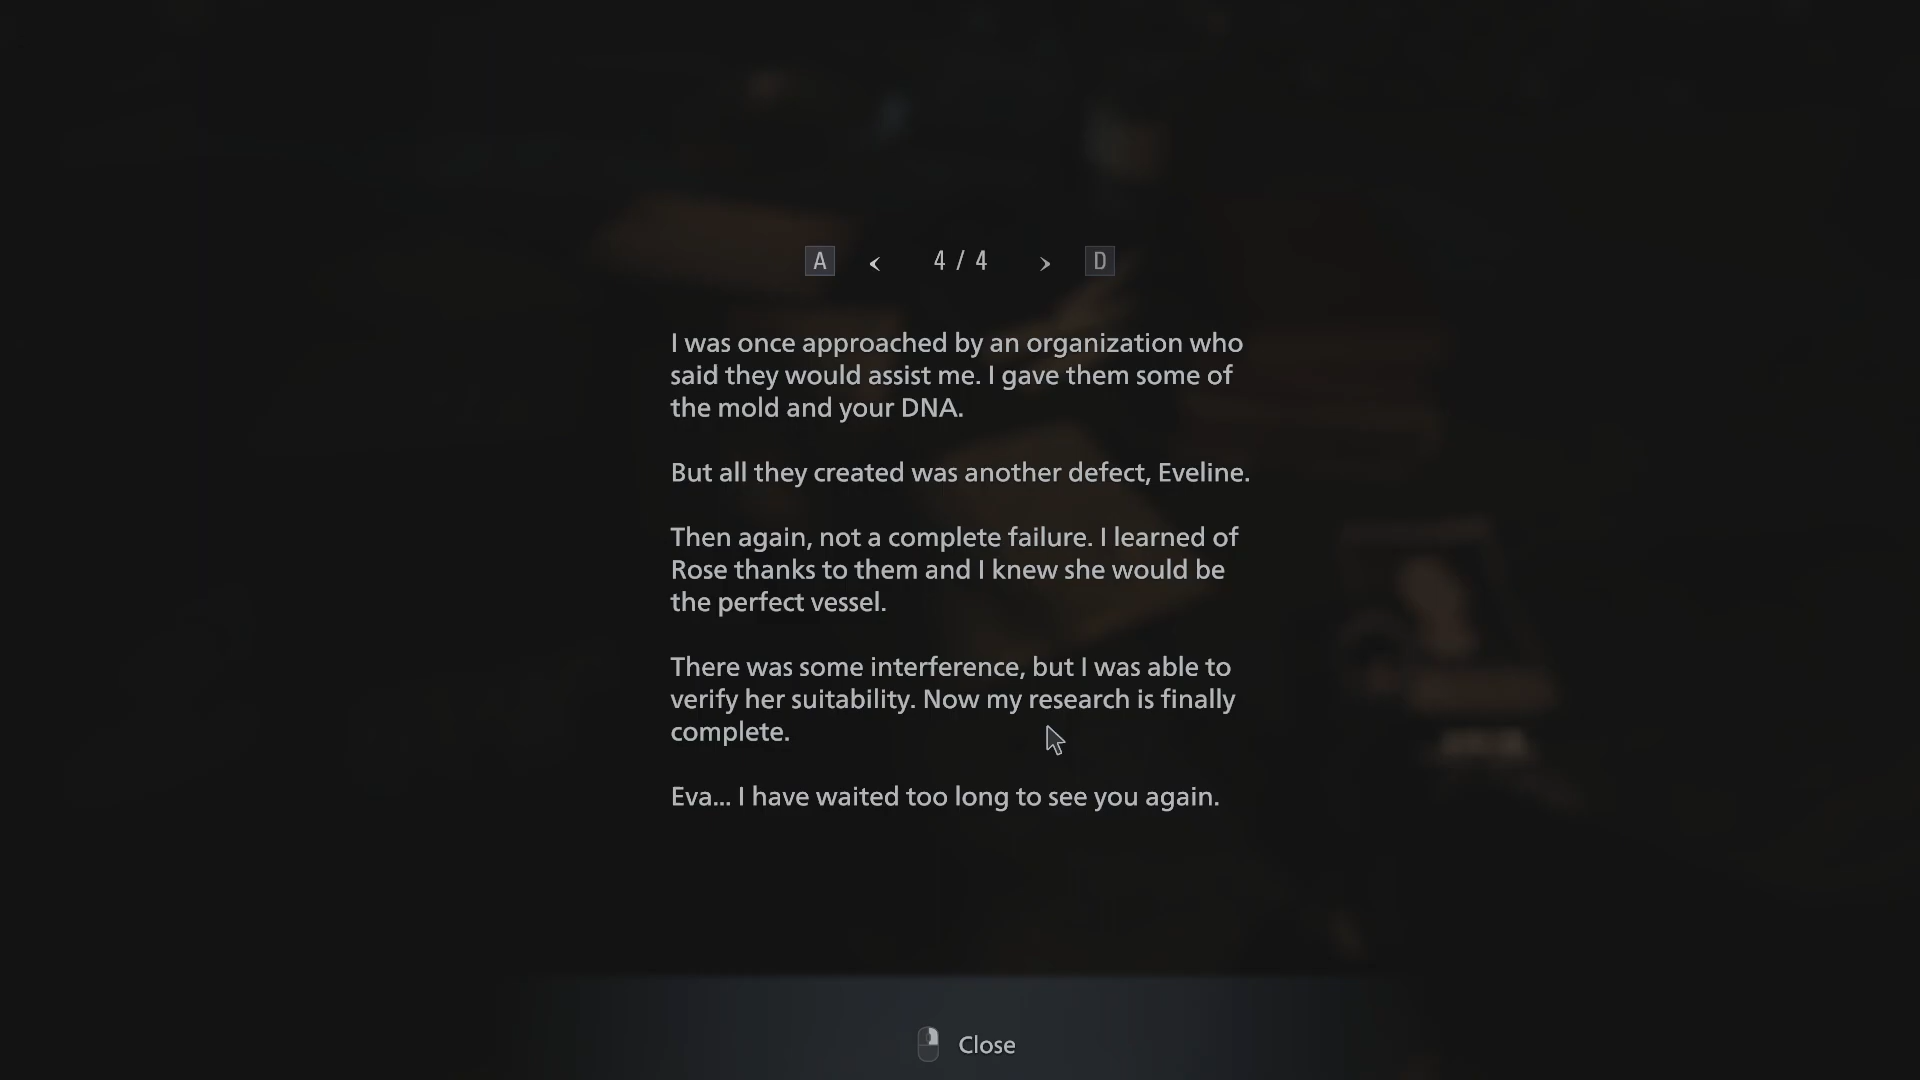 A < 4 / 4 > D
I was once approached by an organization who
said they would assist me. I gave them some of
the mold and your DNA.
But all they created was another defect, Eveline.
Then again, not a complete failure. I learned of
Rose thanks to them and I knew she would be
the perfect vessel.
There was some interference, but I was able to
verify her suitability. Now my research is finally
complete.
Eva... I have waited too long to see you again.
Close